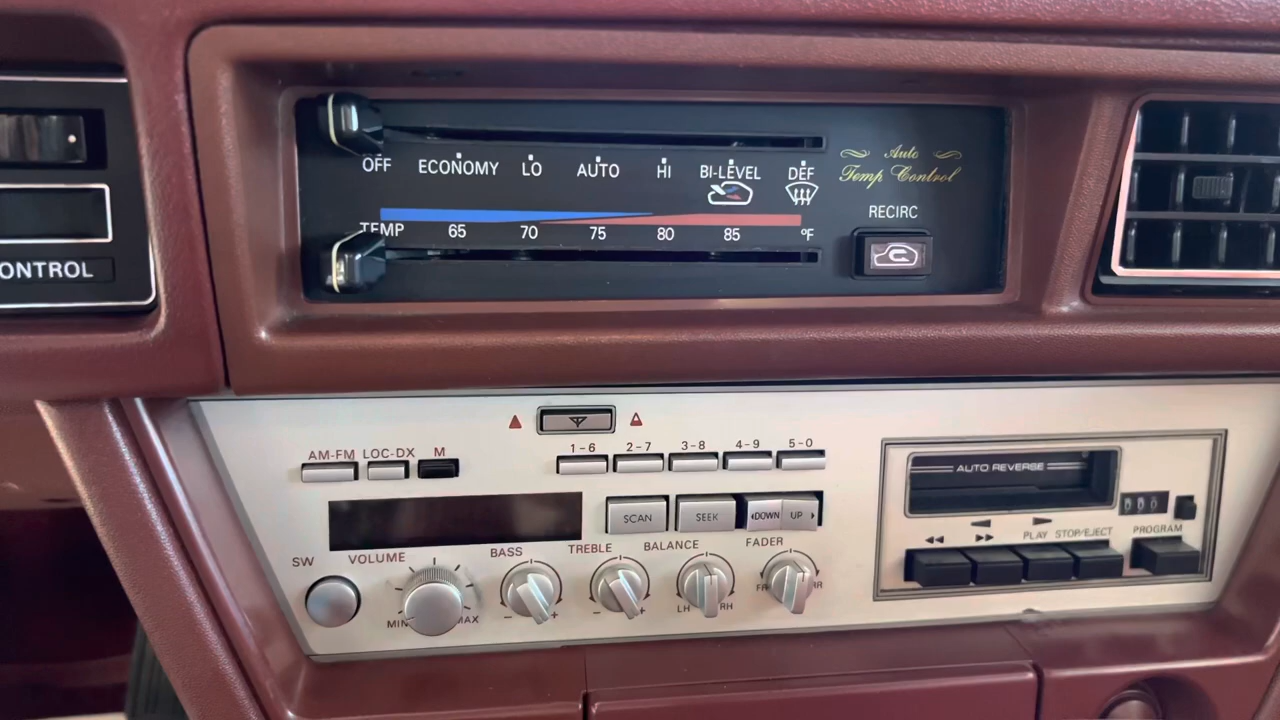 OFF ECONOMY LO AUTO HI BI-LEVEL DEF
Auto
Temp Control
TEMP 65 70 75 80 85 °F
RECIRC
ONTROL
AM-FM LOC-DX M
1-6 2-7 3-8 4-9 5-0
AUTO REVERSE
SCAN SEEK DOWN UP
SW VOLUME BASS TREBLE BALANCE FADER
PLAY STOP/EJECT PROGRAM
MIN MAX - + - + LH RH FR RR